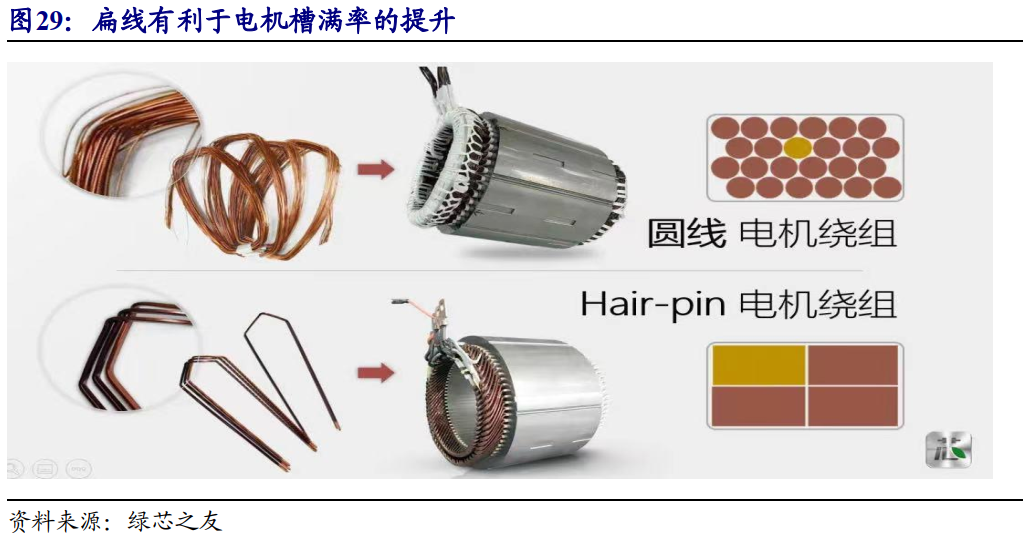 图29：扁线有利于电机槽满率的提升
圆线 电机绕组
Hair-pin 电机绕组
芯
资料来源：绿芯之友